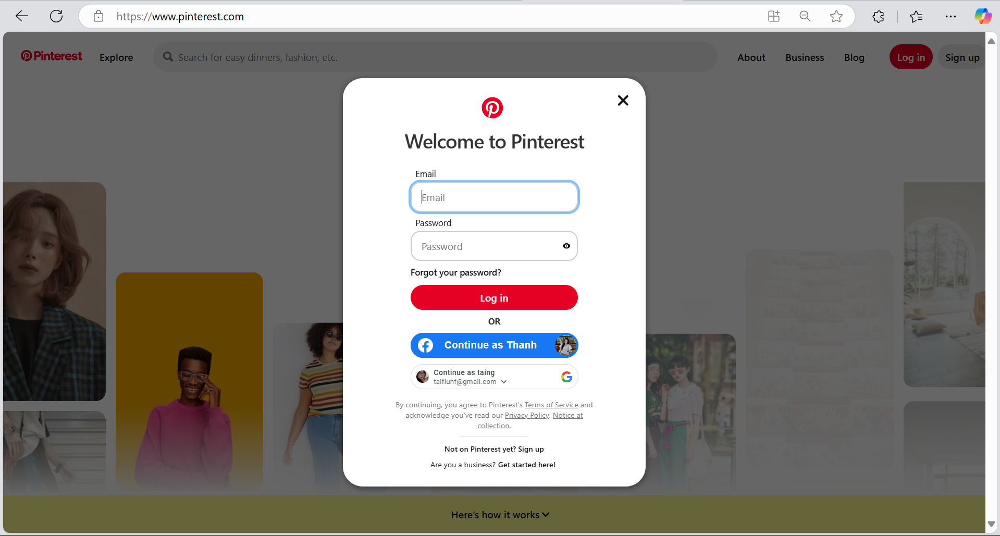 https://www.pinterest.com
Pinterest
Explore
Search for easy dinners, fashion, etc.
About
Business
Blog
Log in
Sign up
Welcome to Pinterest
Email
Email
Password
Password
Forgot your password?
Log in
OR
Continue as Thanh
Continue as taing
taiflunf@gmail.com
By continuing, you agree to Pinterest's Terms of Service and
acknowledge you've read our Privacy Policy. Notice at
collection.
Not on Pinterest yet? Sign up
Are you a business? Get started here!
Here's how it works